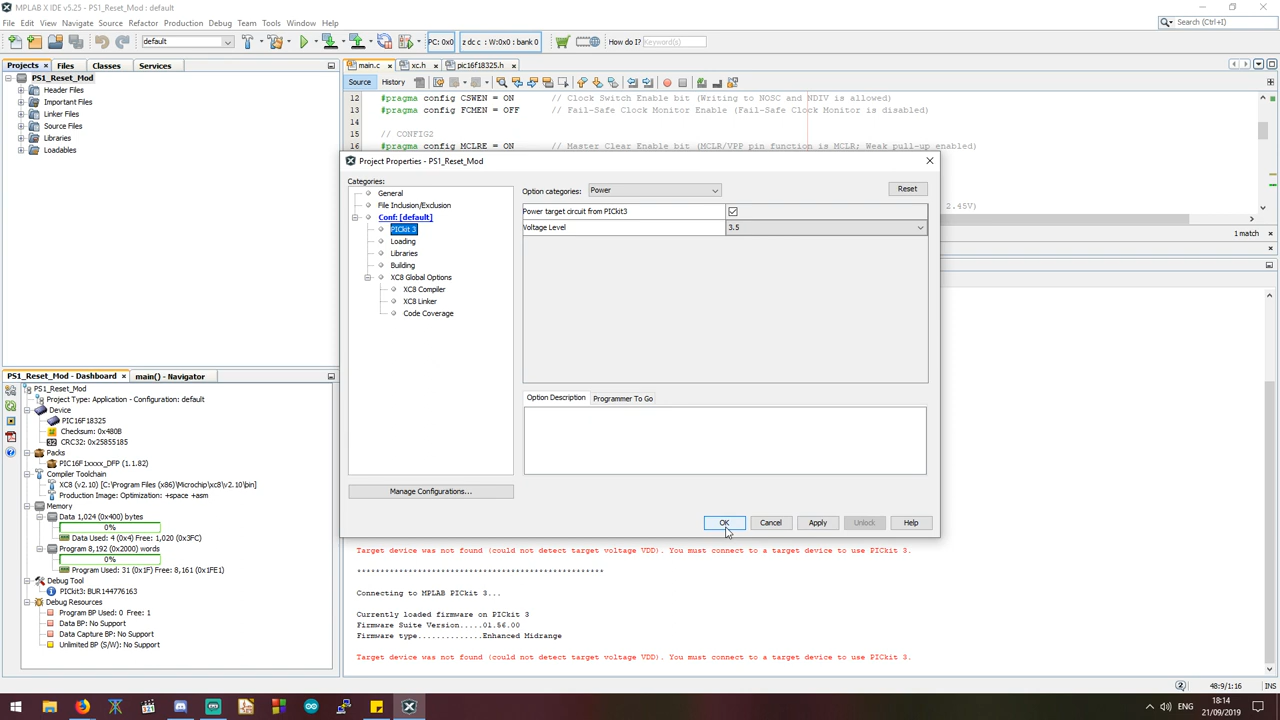 MPLAB X IDE v5.25 - PS1_Reset_Mod : default
File Edit View Navigate Source Refactor Production Debug Team Tools Window Help
Search (Ctrl+I)
default
PC: 0x0
z dc c : W:0x0 : bank 0
How do I? Keyword(s)
Projects Files Classes Services
main.c xc.h pic16f18325.h
PS1_Reset_Mod
Header Files
Important Files
Linker Files
Source Files
Libraries
Loadables
Source History
12 #pragma config CSWEN = ON // Clock Switch Enable bit (Writing to NOSC and NDIV is allowed)
13 #pragma config FCMEN = OFF // Fail-Safe Clock Monitor Enable (Fail-Safe Clock Monitor is disabled)
14
15 // CONFIG2
16 #pragma config MCLRE = ON // Master Clear Enable bit (MCLR/VPP pin function is MCLR; Weak pull-up enabled)
2.45V)
1 match
Project Properties - PS1_Reset_Mod
Categories:
General
File Inclusion/Exclusion
Conf: [default]
PICkit 3
Loading
Libraries
Building
XC8 Global Options
XC8 Compiler
XC8 Linker
Code Coverage
Manage Configurations...
Option categories: Power
Reset
Power target circuit from PICkit3
Voltage Level 3.5
Option Description Programmer To Go
OK Cancel Apply Unlock Help
PS1_Reset_Mod - Dashboard main() - Navigator
PS1_Reset_Mod
Project Type: Application - Configuration: default
Device
PIC16F18325
Checksum: 0x480B
CRC32: 0x25855185
Packs
PIC16F1xxxx_DFP (1.1.82)
Compiler Toolchain
XC8 (v2.10) [C:\Program Files (x86)\Microchip\xc8\v2.10\bin]
Production Image: Optimization: +space +asm
Memory
Data 1,024 (0x400) bytes
0%
Data Used: 4 (0x4) Free: 1,020 (0x3FC)
Program 8,192 (0x2000) words
0%
Program Used: 31 (0x1F) Free: 8,161 (0x1FE1)
Debug Tool
PICkit3: BUR144776163
Debug Resources
Program BP Used: 0 Free: 1
Data BP: No Support
Data Capture BP: No Support
Unlimited BP (S/W): No Support
Target device was not found (could not detect target voltage VDD). You must connect to a target device to use PICkit 3.
****************************************************
Connecting to MPLAB PICkit 3...
Currently loaded firmware on PICkit 3
Firmware Suite Version.....01.56.00
Firmware type..............Enhanced Midrange
Target device was not found (could not detect target voltage VDD). You must connect to a target device to use PICkit 3.
2 48:9/1:16 INS
ENG
18:14
21/09/2019